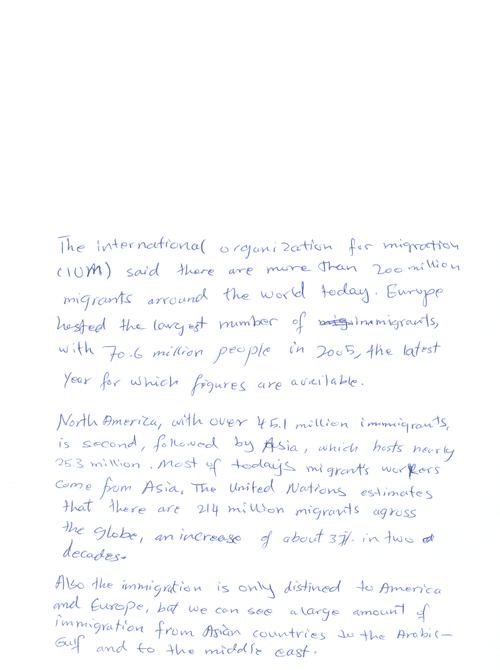 The international organization for migration
(IOM) said there are more than 200 million
migrants arround the world today. Europe
hosted the largest number of immigrants,
with 70.6 million people in 2005, the latest
year for which figures are available.
North America, with over 45.1 million immigrants,
is second, followed by Asia, which hosts nearly
25.3 million. Most of today's migrants workers
come from Asia. The United Nations estimates
that there are 214 million migrants agross
the globe, an increase of about 37% in two
decades.
Also the immigration is only distined to America
and Europe, but we can see a large amount of
immigration from Asian countries to the Arabic-
Gulf and to the middle east.